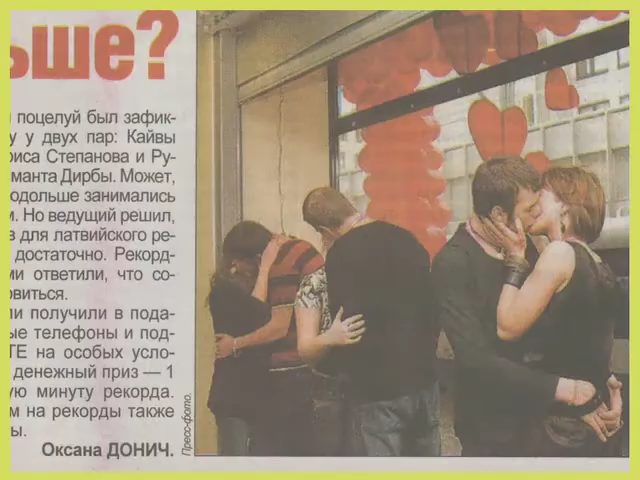 ьше?
поцелуй был зафик-
у у двух пар: Кайвы
риса Степанова и Ру-
манта Дирбы. Может,
одольше занимались
и. Но ведущий решил,
в для латвийского ре-
достаточно. Рекорд-
ми ответили, что со-
овиться.
ли получили в пода-
ые телефоны и под-
ТЕ на особых усло-
денежный приз — 1
ую минуту рекорда.
м на рекорды также
ы.
Оксана ДОНИЧ.
Пресс-фото.